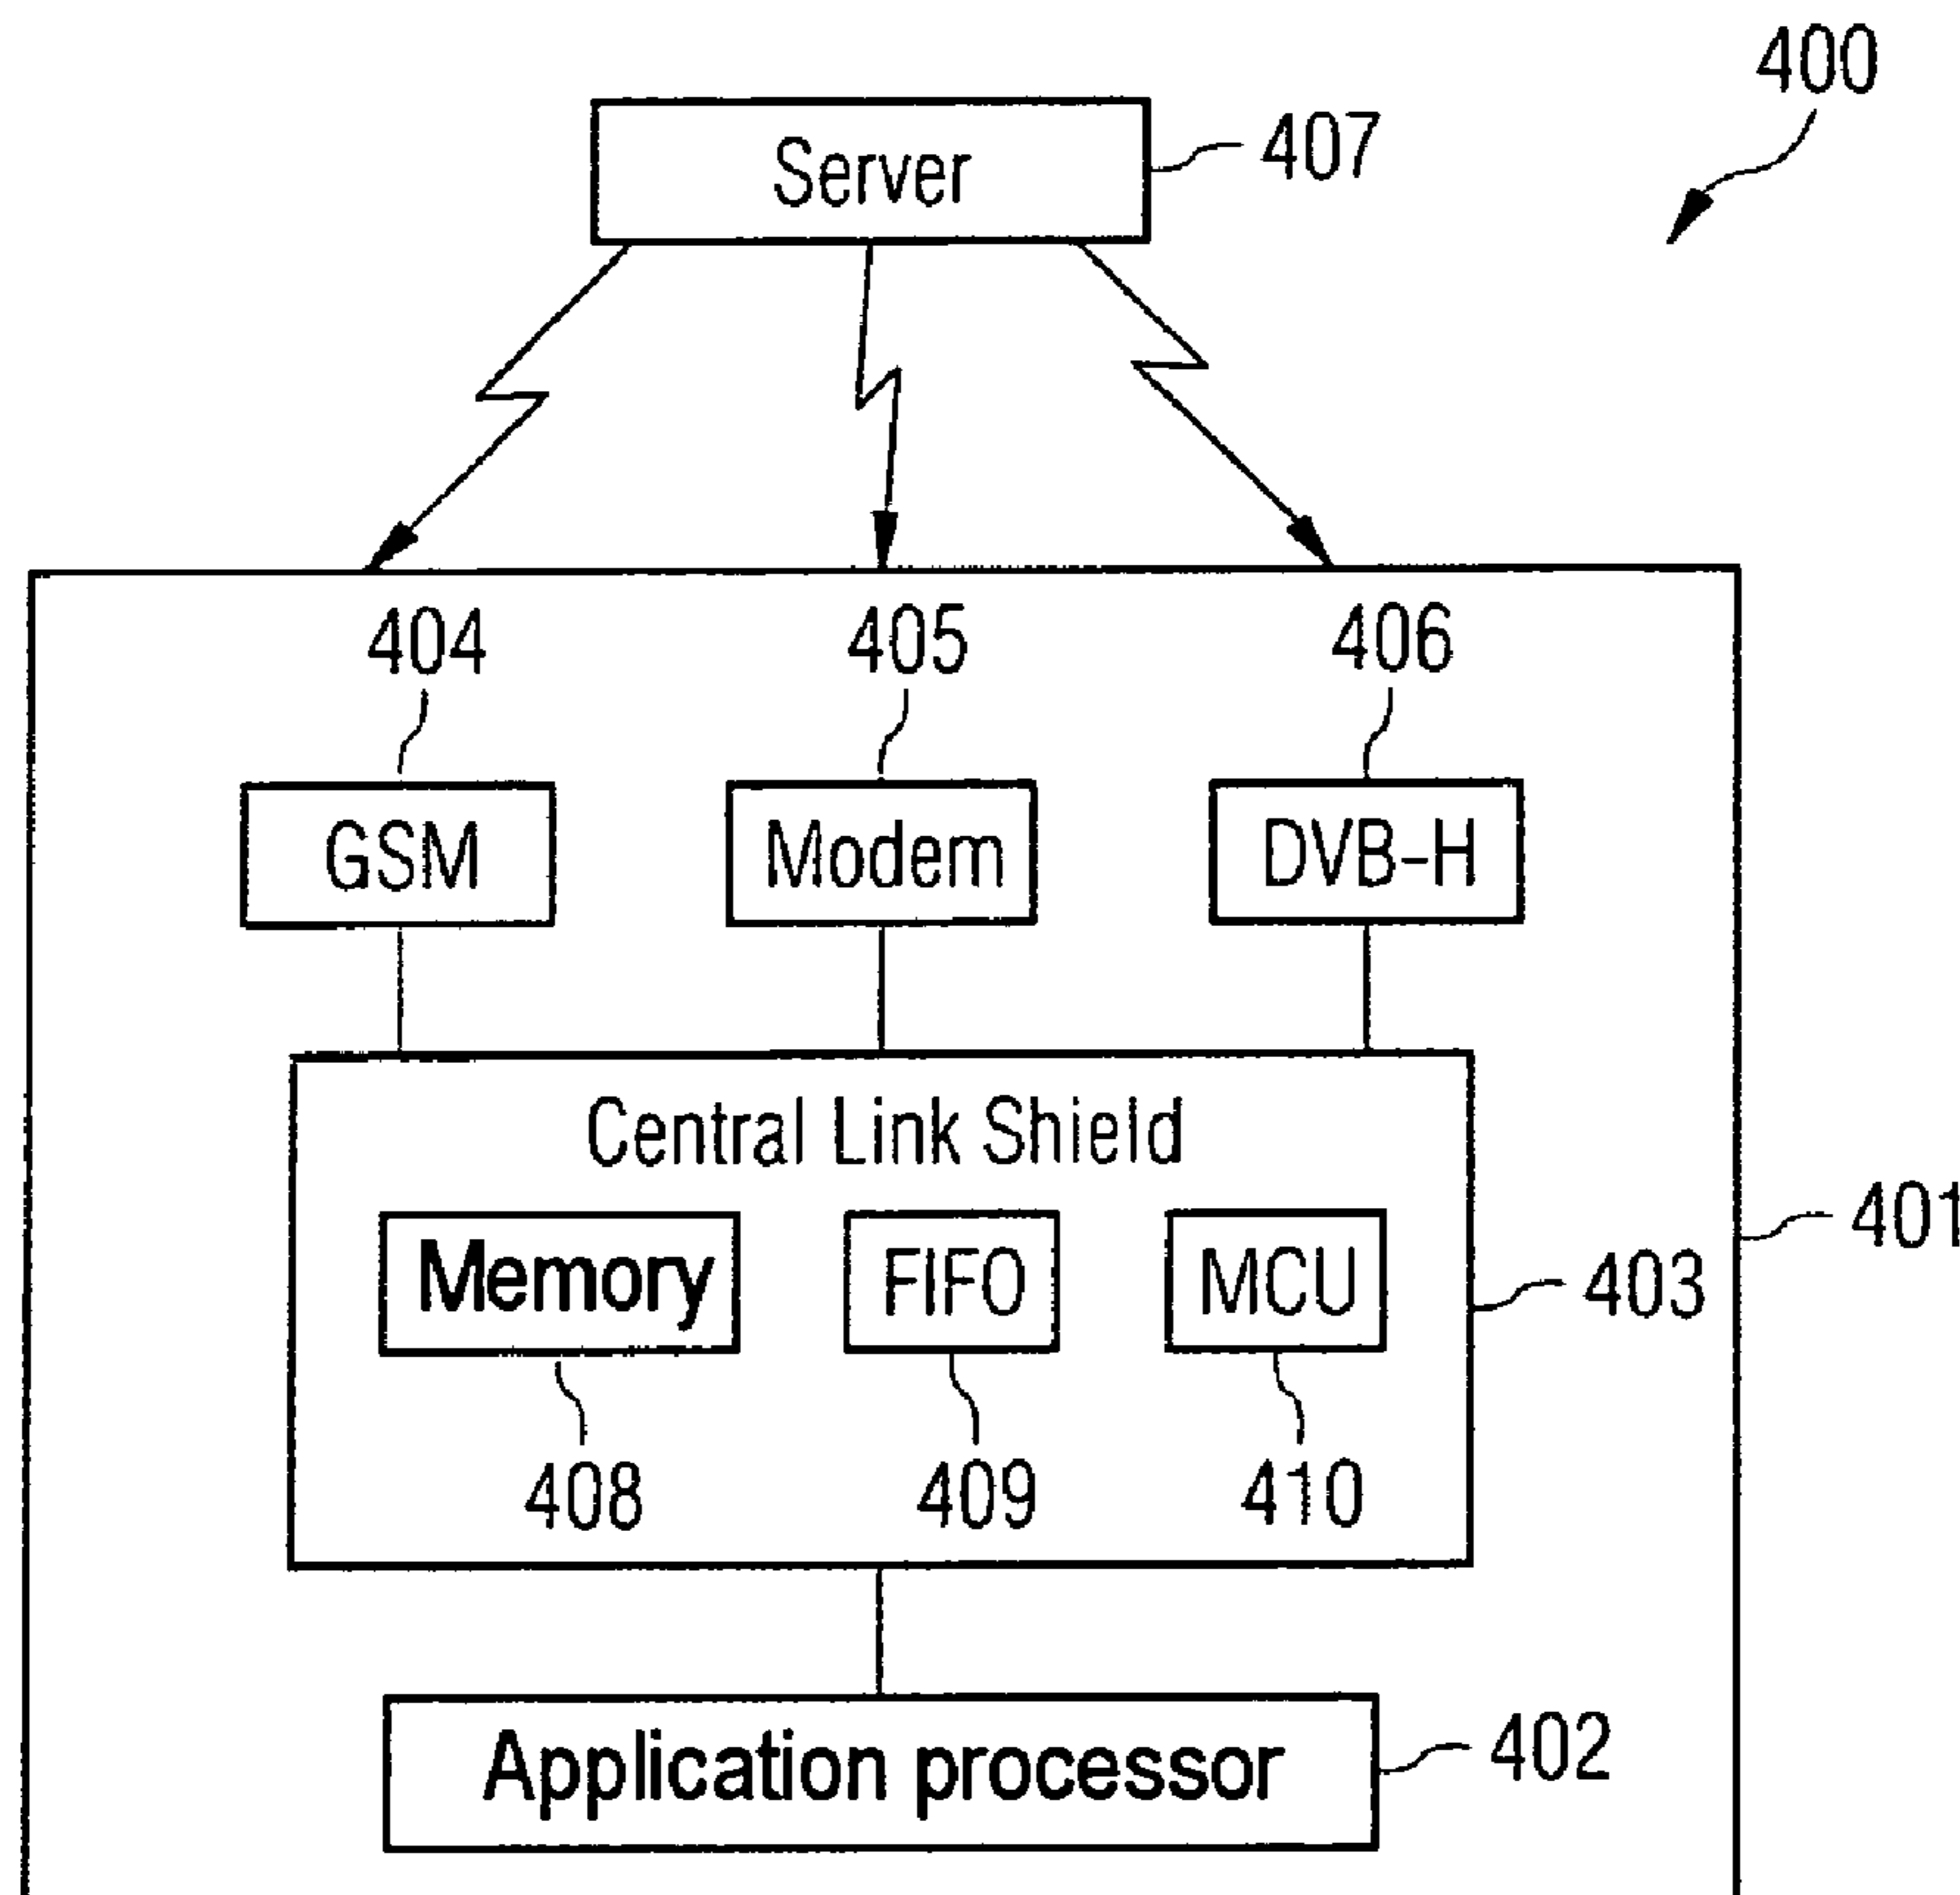 400
Server
407
404
405
406
GSM
Modem
DVB-H
Central Link Shield
401
Memory
FIFO
MCU
403
408
409
410
Application processor
402